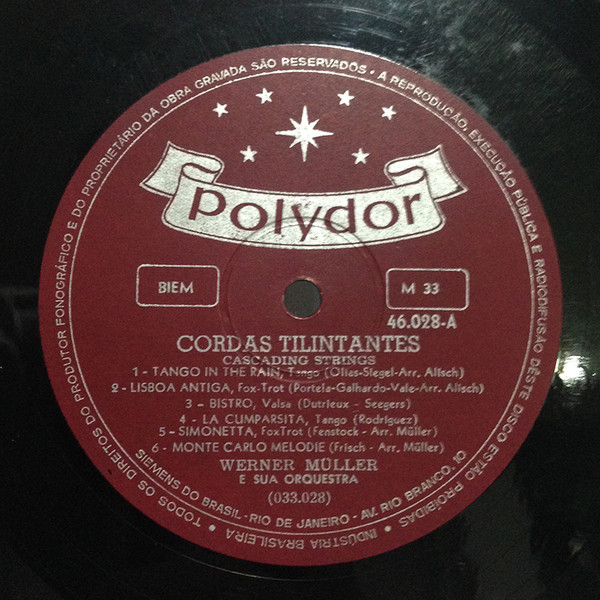 polydor
BIEM
M 33
46.028-A
CORDAS TILINTANTES
CASCADING STRINGS
1 - TANGO IN THE RAIN, Tango (Olias-Siegel-Arr. Alisch)
2 - LISBOA ANTIGA, Fox-Trot (Portela-Galhardo-Vale-Arr. Alisch)
3 - BISTRO, Valsa (Dutrieux - Seegers)
4 - LA CUMPARSITA, Tango (Rodriguez)
5 - SIMONETTA, FoxTrot (Fenstock - Arr. Müller)
6 - MONTE CARLO MELODIE (Frisch - Arr. Müller)
WERNER MÜLLER
E SUA ORQUESTRA
(033.028)
SIEMENS DO BRASIL - RIO DE JANEIRO - AV. RIO BRANCO, 
TODOS OS DIREITOS DO PRODUTOR FONOGRÁFICO E DO PROPRIETÁRIO DA OBRA GRAVADA SÃO RESERVADOS • A REPRODUÇÃO, EXECUÇÃO PÚBLICA E RADIODIFUSÃO DÊSTE DISCO ESTÃO PROIBIDAS •
INDÚSTRIA BRASILEIRA •